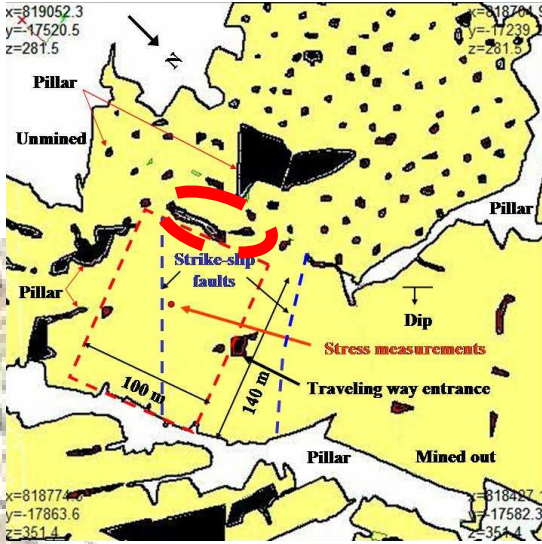 x=819052.3
y=-17520.5
z=281.5
x=818704.9
y=-17239.
z=281.5
N
Pillar
Unmined
Pillar
Strike-slip
faults
Pillar
Dip
Stress measurements
100 m
140 m
Traveling way entrance
Pillar
Mined out
x=818774.
y=-17863.6
z=351.4
x=818427.
y=-17582.3
z=351.4